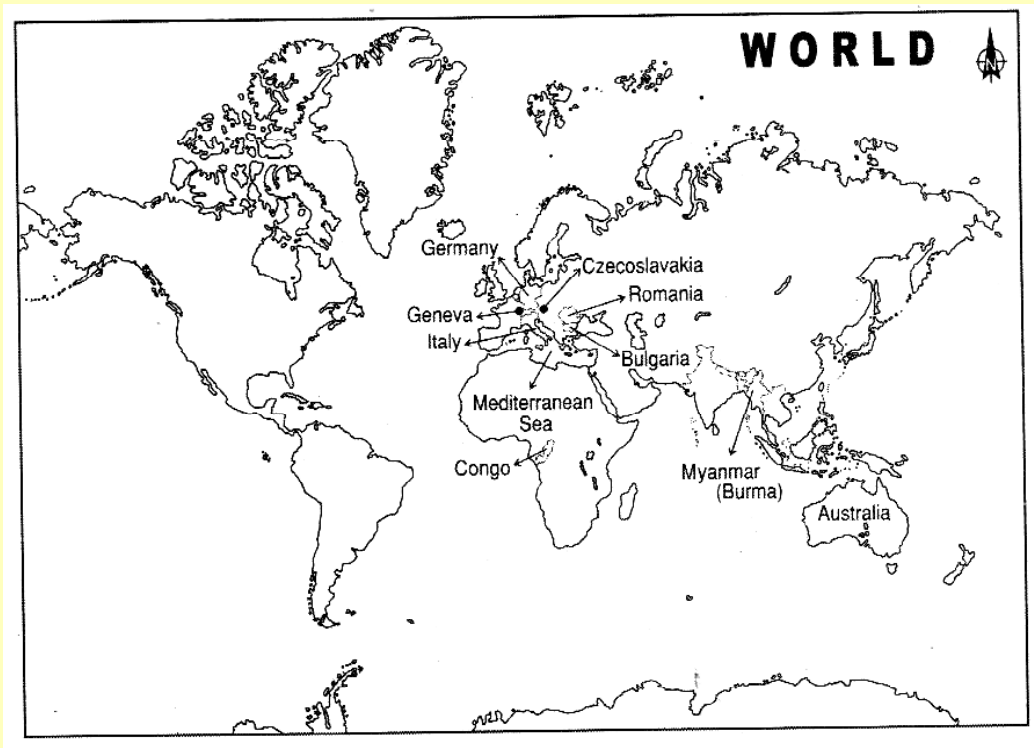 WORLD
N
Germany
Czecoslavakia
Romania
Geneva
Italy
Bulgaria
Mediterranean
Sea
Congo
Myanmar
(Burma)
Australia